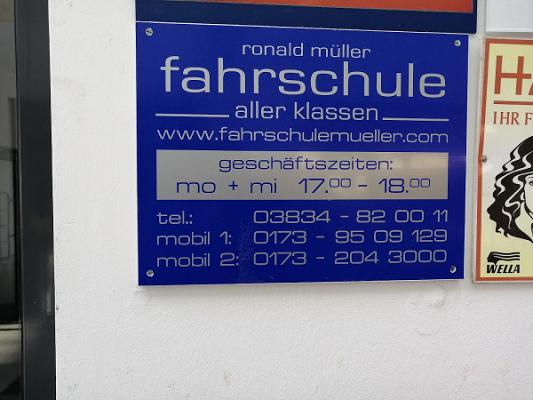 ronald müller
fahrschule
aller klassen
www.fahrschulemueller.com
geschäftszeiten:
mo + mi 17.00 - 18.00
tel.: 03834 - 82 00 11
mobil 1: 0173 - 95 09 129
mobil 2: 0173 - 204 3000
IHR F
WELLA